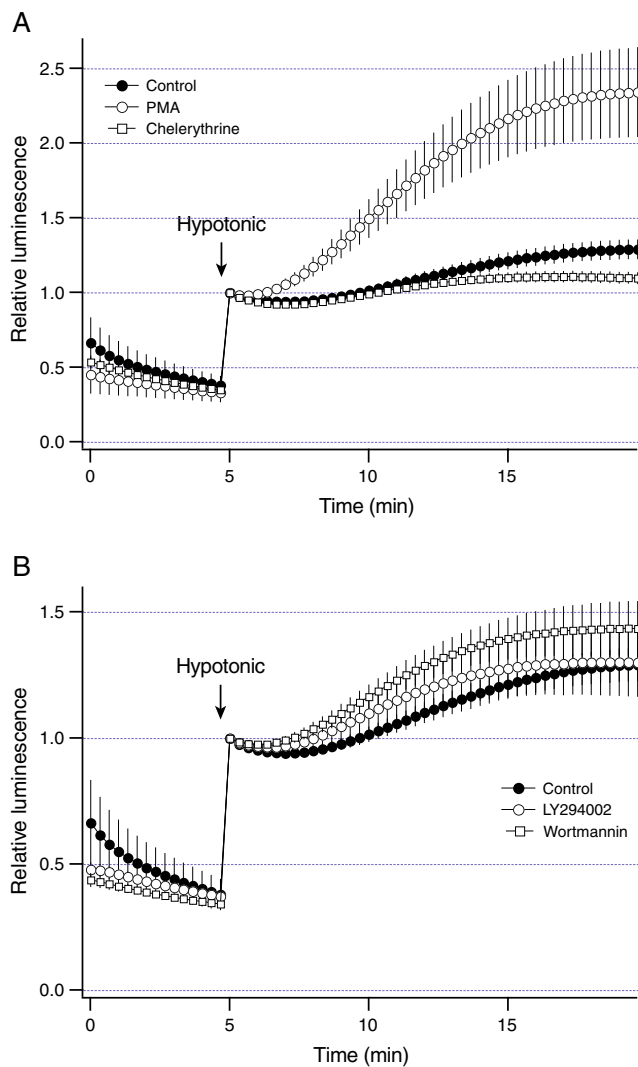 A
Relative luminescence
2.5
2.0
1.5
1.0
0.5
0.0
Control
PMA
Chelerythrine
Hypotonic
0 5 10 15
Time (min)
B
Relative luminescence
1.5
1.0
0.5
0.0
Hypotonic
Control
LY294002
Wortmannin
0 5 10 15
Time (min)